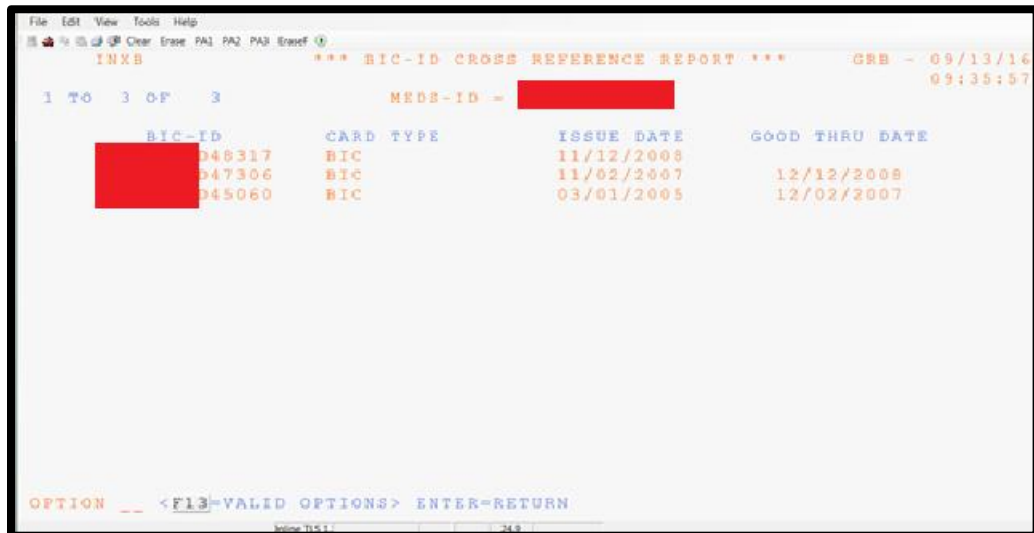 File Edit View Tools Help
Clear Erase PA1 PA2 PA3 EraseF
INXB *** BIC-ID CROSS REFERENCE REPORT *** GRB - 09/13/16
09:35:57
1 TO 3 OF 3 MEDS-ID =
BIC-ID CARD TYPE ISSUE DATE GOOD THRU DATE
D48317 BIC 11/12/2008
D47306 BIC 11/02/2007 12/12/2008
D45060 BIC 03/01/2005 12/02/2007
OPTION __ <F13=VALID OPTIONS> ENTER=RETURN
24,9